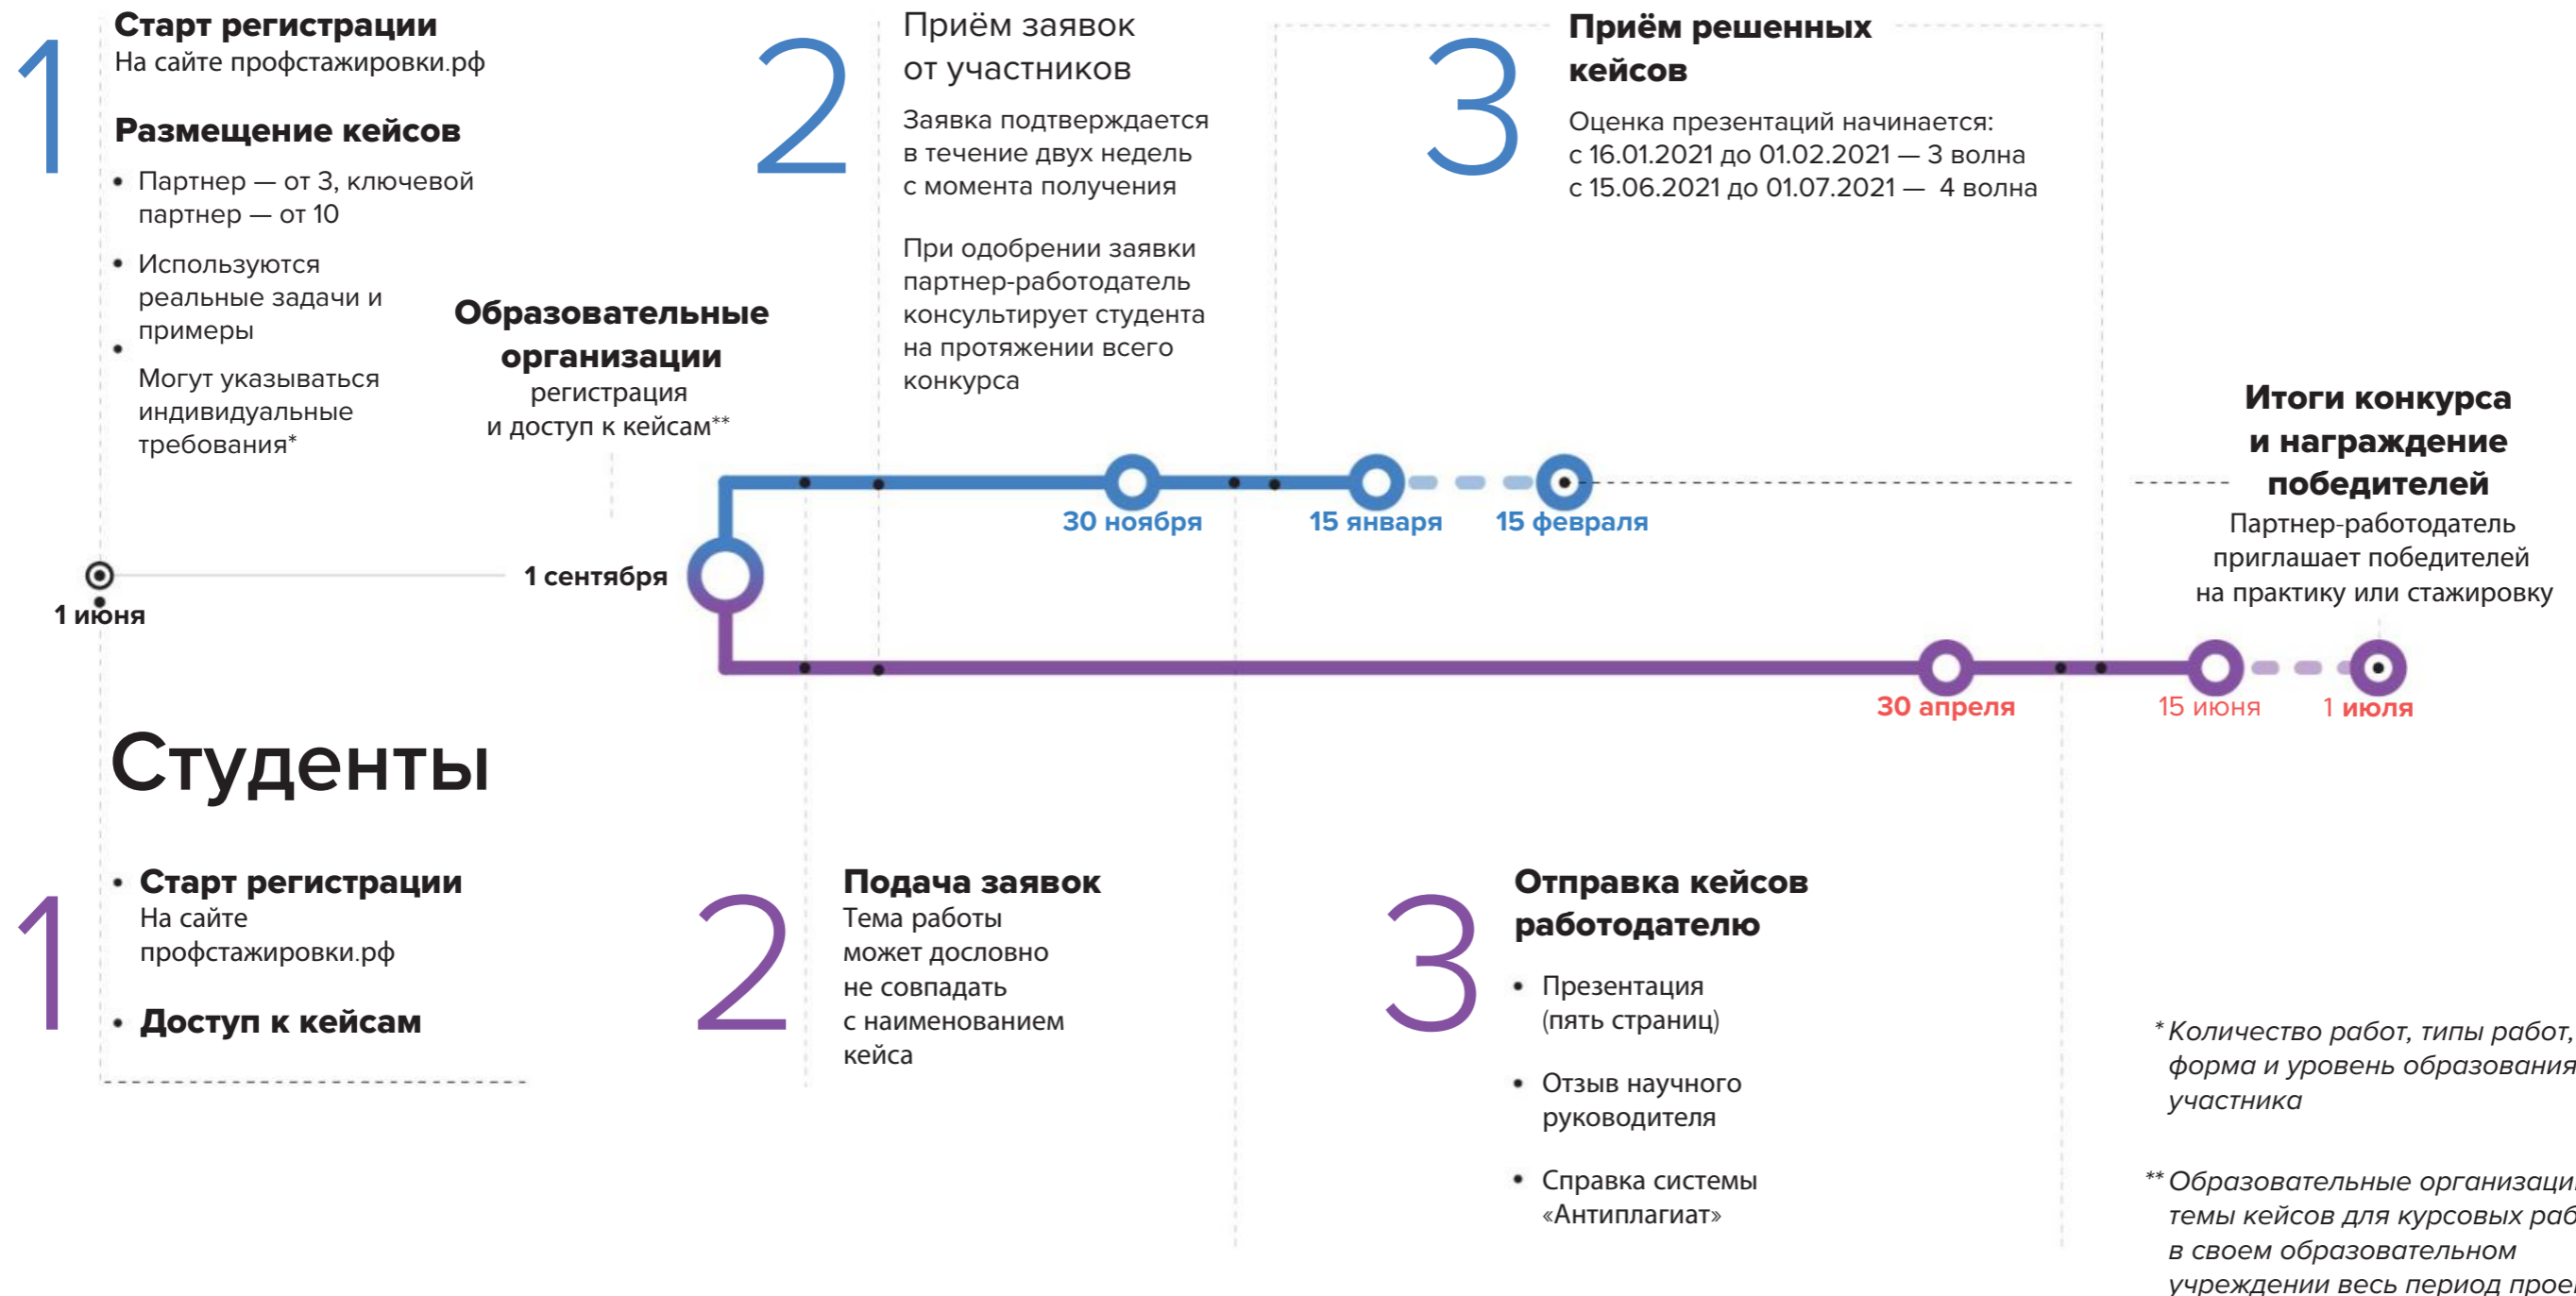 1
Старт регистрации
На сайте профстажировки.рф
Размещение кейсов
• Партнер — от 3, ключевой
партнер — от 10
• Используются
реальные задачи и
примеры
•
Могут указываться
индивидуальные
требования*
Образовательные
организации
регистрация
и доступ к кейсам**
2
Приём заявок
от участников
Заявка подтверждается
в течение двух недель
с момента получения
При одобрении заявки
партнер-работодатель
консультирует студента
на протяжении всего
конкурса
3
Приём решенных
кейсов
Оценка презентаций начинается:
с 16.01.2021 до 01.02.2021 — 3 волна
с 15.06.2021 до 01.07.2021 — 4 волна
Итоги конкурса
и награждение
победителей
Партнер-работодатель
приглашает победителей
на практику или стажировку
30 ноября
15 января
15 февраля
1 сентября
1 июня
30 апреля
15 июня
1 июля
Студенты
1
• Старт регистрации
На сайте
профстажировки.рф
• Доступ к кейсам
2
Подача заявок
Тема работы
может дословно
не совпадать
с наименованием
кейса
3
Отправка кейсов
работодателю
• Презентация
(пять страниц)
• Отзыв научного
руководителя
• Справка системы
«Антиплагиат»
* Количество работ, типы работ,
форма и уровень образования
участника
** Образовательные
темы кейсов для курсовых
в своем образовательном
учреждении весь период